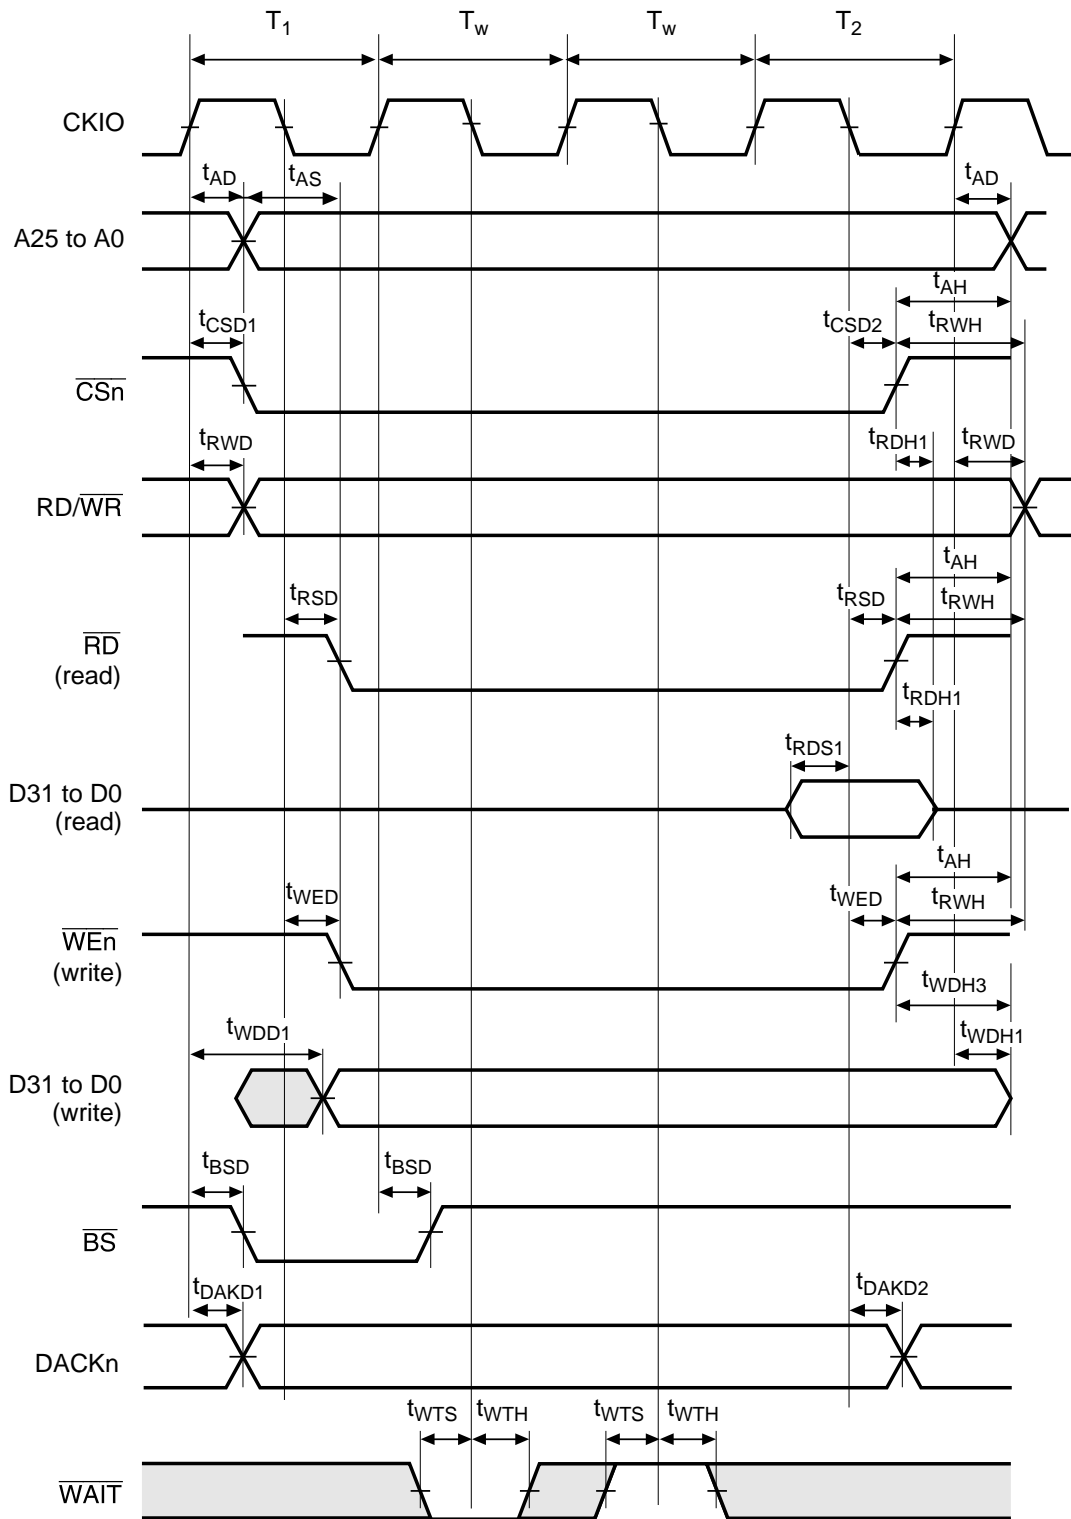 T1 Tw Tw T2
CKIO
tAD tAS tAD
A25 to A0
tAH
tCSD1 tCSD2 tRWH
CSn
tRWD tRDH1 tRWD
RD/WR
tAH
tRSD tRSD tRWH
RD
(read)
tRDH1
tRDS1
D31 to D0
(read)
tAH
tWED tWED tRWH
WEn
(write)
tWDH3
tWDD1 tWDH1
D31 to D0
(write)
tBSD tBSD
BS
tDAKD1 tDAKD2
DACKn
tWTS tWTH tWTS tWTH
WAIT